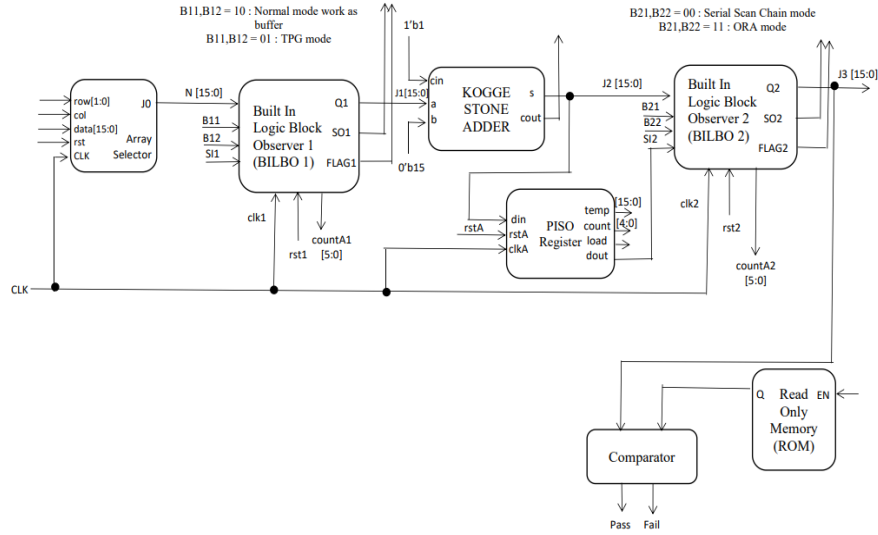 B11,B12 = 10 : Normal mode work as
buffer
B11,B12 = 01 : TPG mode
B21,B22 = 00 : Serial Scan Chain mode
B21,B22 = 11 : ORA mode
1'b1
row[1:0]
col
data[15:0]
rst
CLK
J0
Array
Selector
N [15:0]
B11
B12
SI1
Built In
Logic Block
Observer 1
(BILBO 1)
Q1
SO1
FLAG1
clk1
rst1
countA1
[5:0]
J1[15:0]
cin
a
b
KOGGE
STONE
ADDER
s
cout
0'b15
J2 [15:0]
B21
B22
SI2
Built In
Logic Block
Observer 2
(BILBO 2)
Q2
SO2
FLAG2
J3 [15:0]
clk2
rst2
countA2
[5:0]
rstA
din
rstA
clkA
PISO
Register
temp
count
load
dout
[15:0]
[4:0]
CLK
Q
EN
Read
Only
Memory
(ROM)
Comparator
Pass
Fail